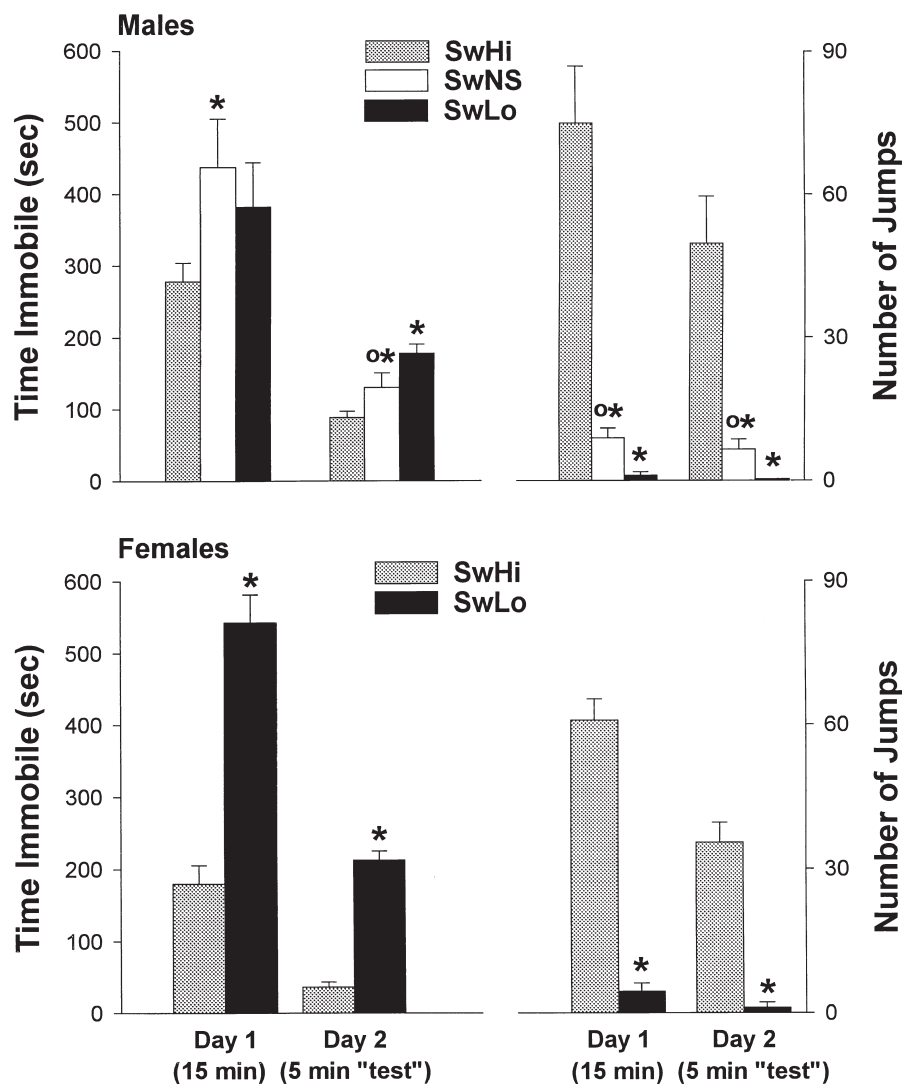 Males
SwHi
SwNS
SwLo
Time Immobile (sec)
600
500
400
300
200
100
0
*
o*
*
Number of Jumps
90
60
30
0
o*
*
o*
*
Females
SwHi
SwLo
Time Immobile (sec)
600
500
400
300
200
100
0
*
*
Number of Jumps
90
60
30
0
*
*
Day 1
(15 min)
Day 2
(5 min "test")
Day 1
(15 min)
Day 2
(5 min "test")